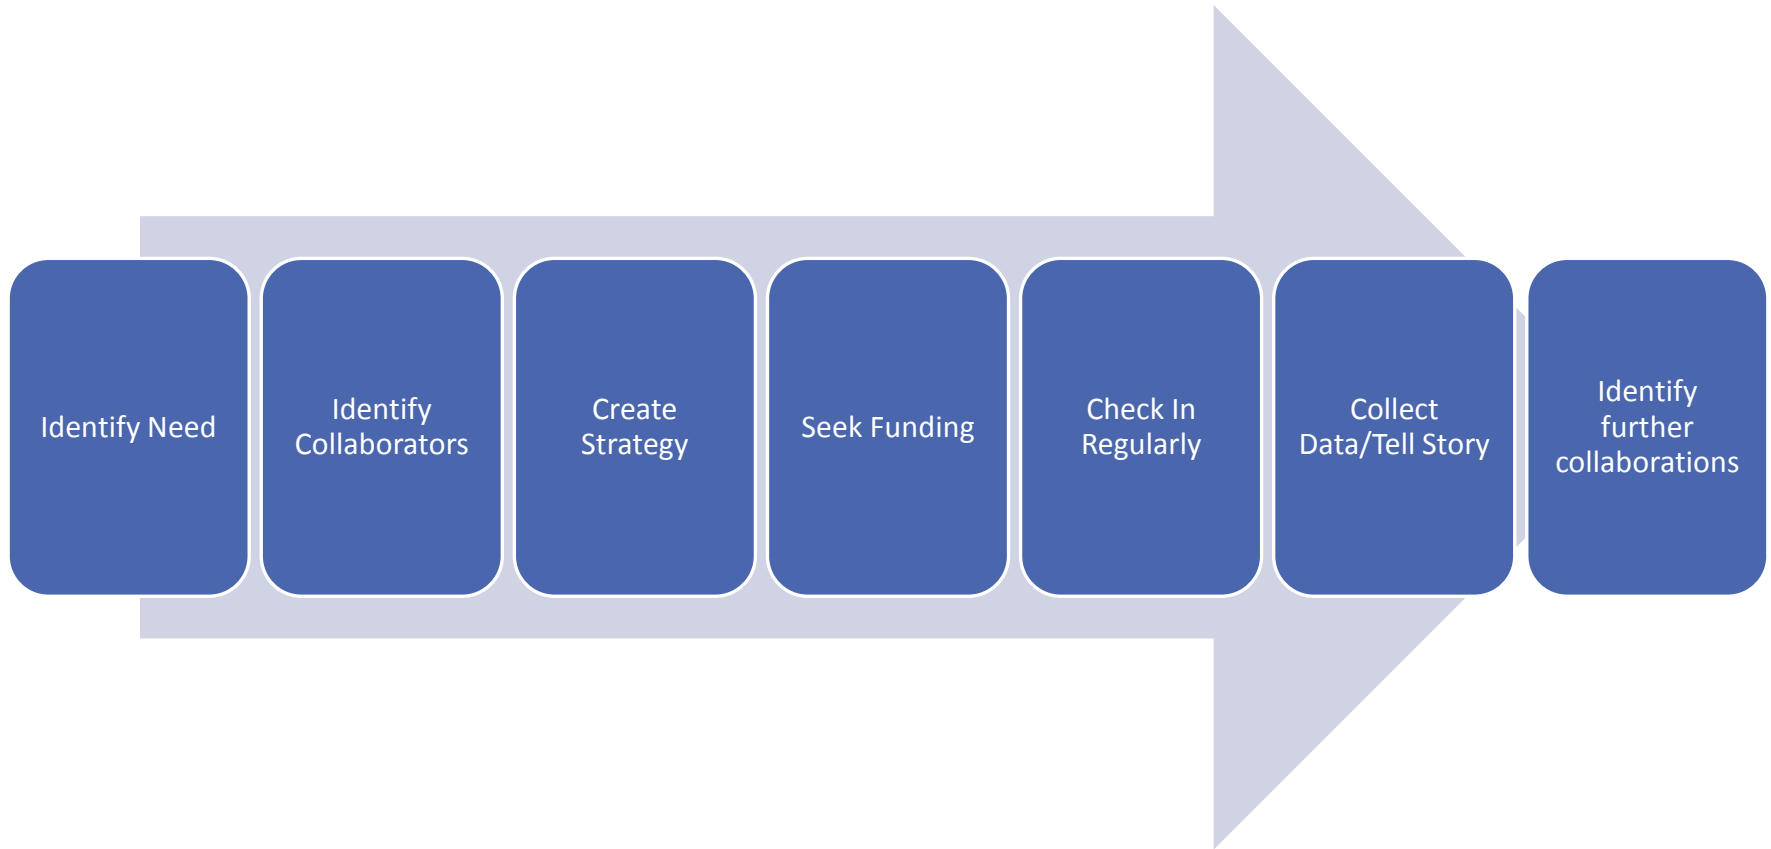 Identify Need
Identify
Collaborators
Create
Strategy
Seek Funding
Check In
Regularly
Collect
Data/Tell Story
Identify
further
collaborations